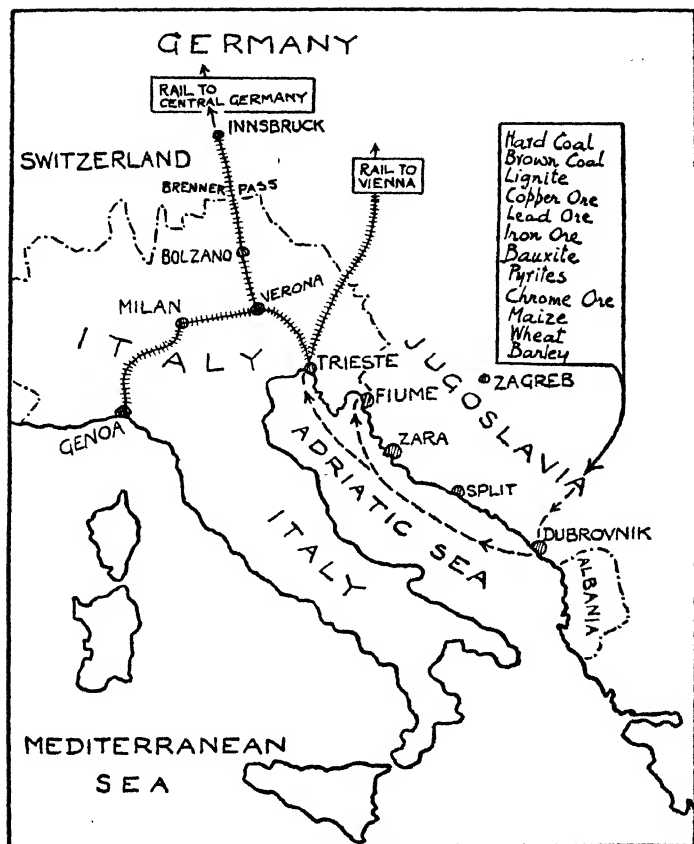 GERMANY
RAIL TO
CENTRAL GERMANY
INNSBRUCK
SWITZERLAND
BRENNER PASS
RAIL TO
VIENNA
Hard Coal
Brown Coal
Lignite
Copper Ore
Lead Ore
Iron Ore
Bauxite
Pyrites
Chrome Ore
Maize
Wheat
Barley
BOLZANO
VERONA
MILAN
ITALY
TRIESTE
JUGOSLAVIA
ZAGREB
FIUME
GENOA
ZARA
ADRIATIC SEA
SPLIT
ITALY
DUBROVNIK
ALBANIA
MEDITERRANEAN
SEA